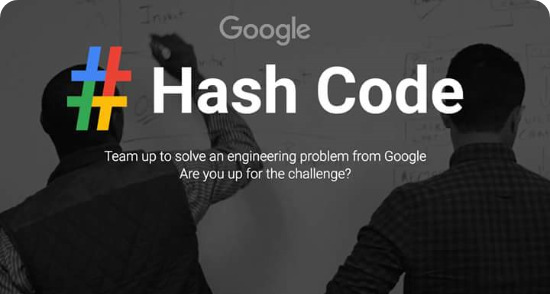 Google
# Hash Code
Team up to solve an engineering problem from Google
Are you up for the challenge?